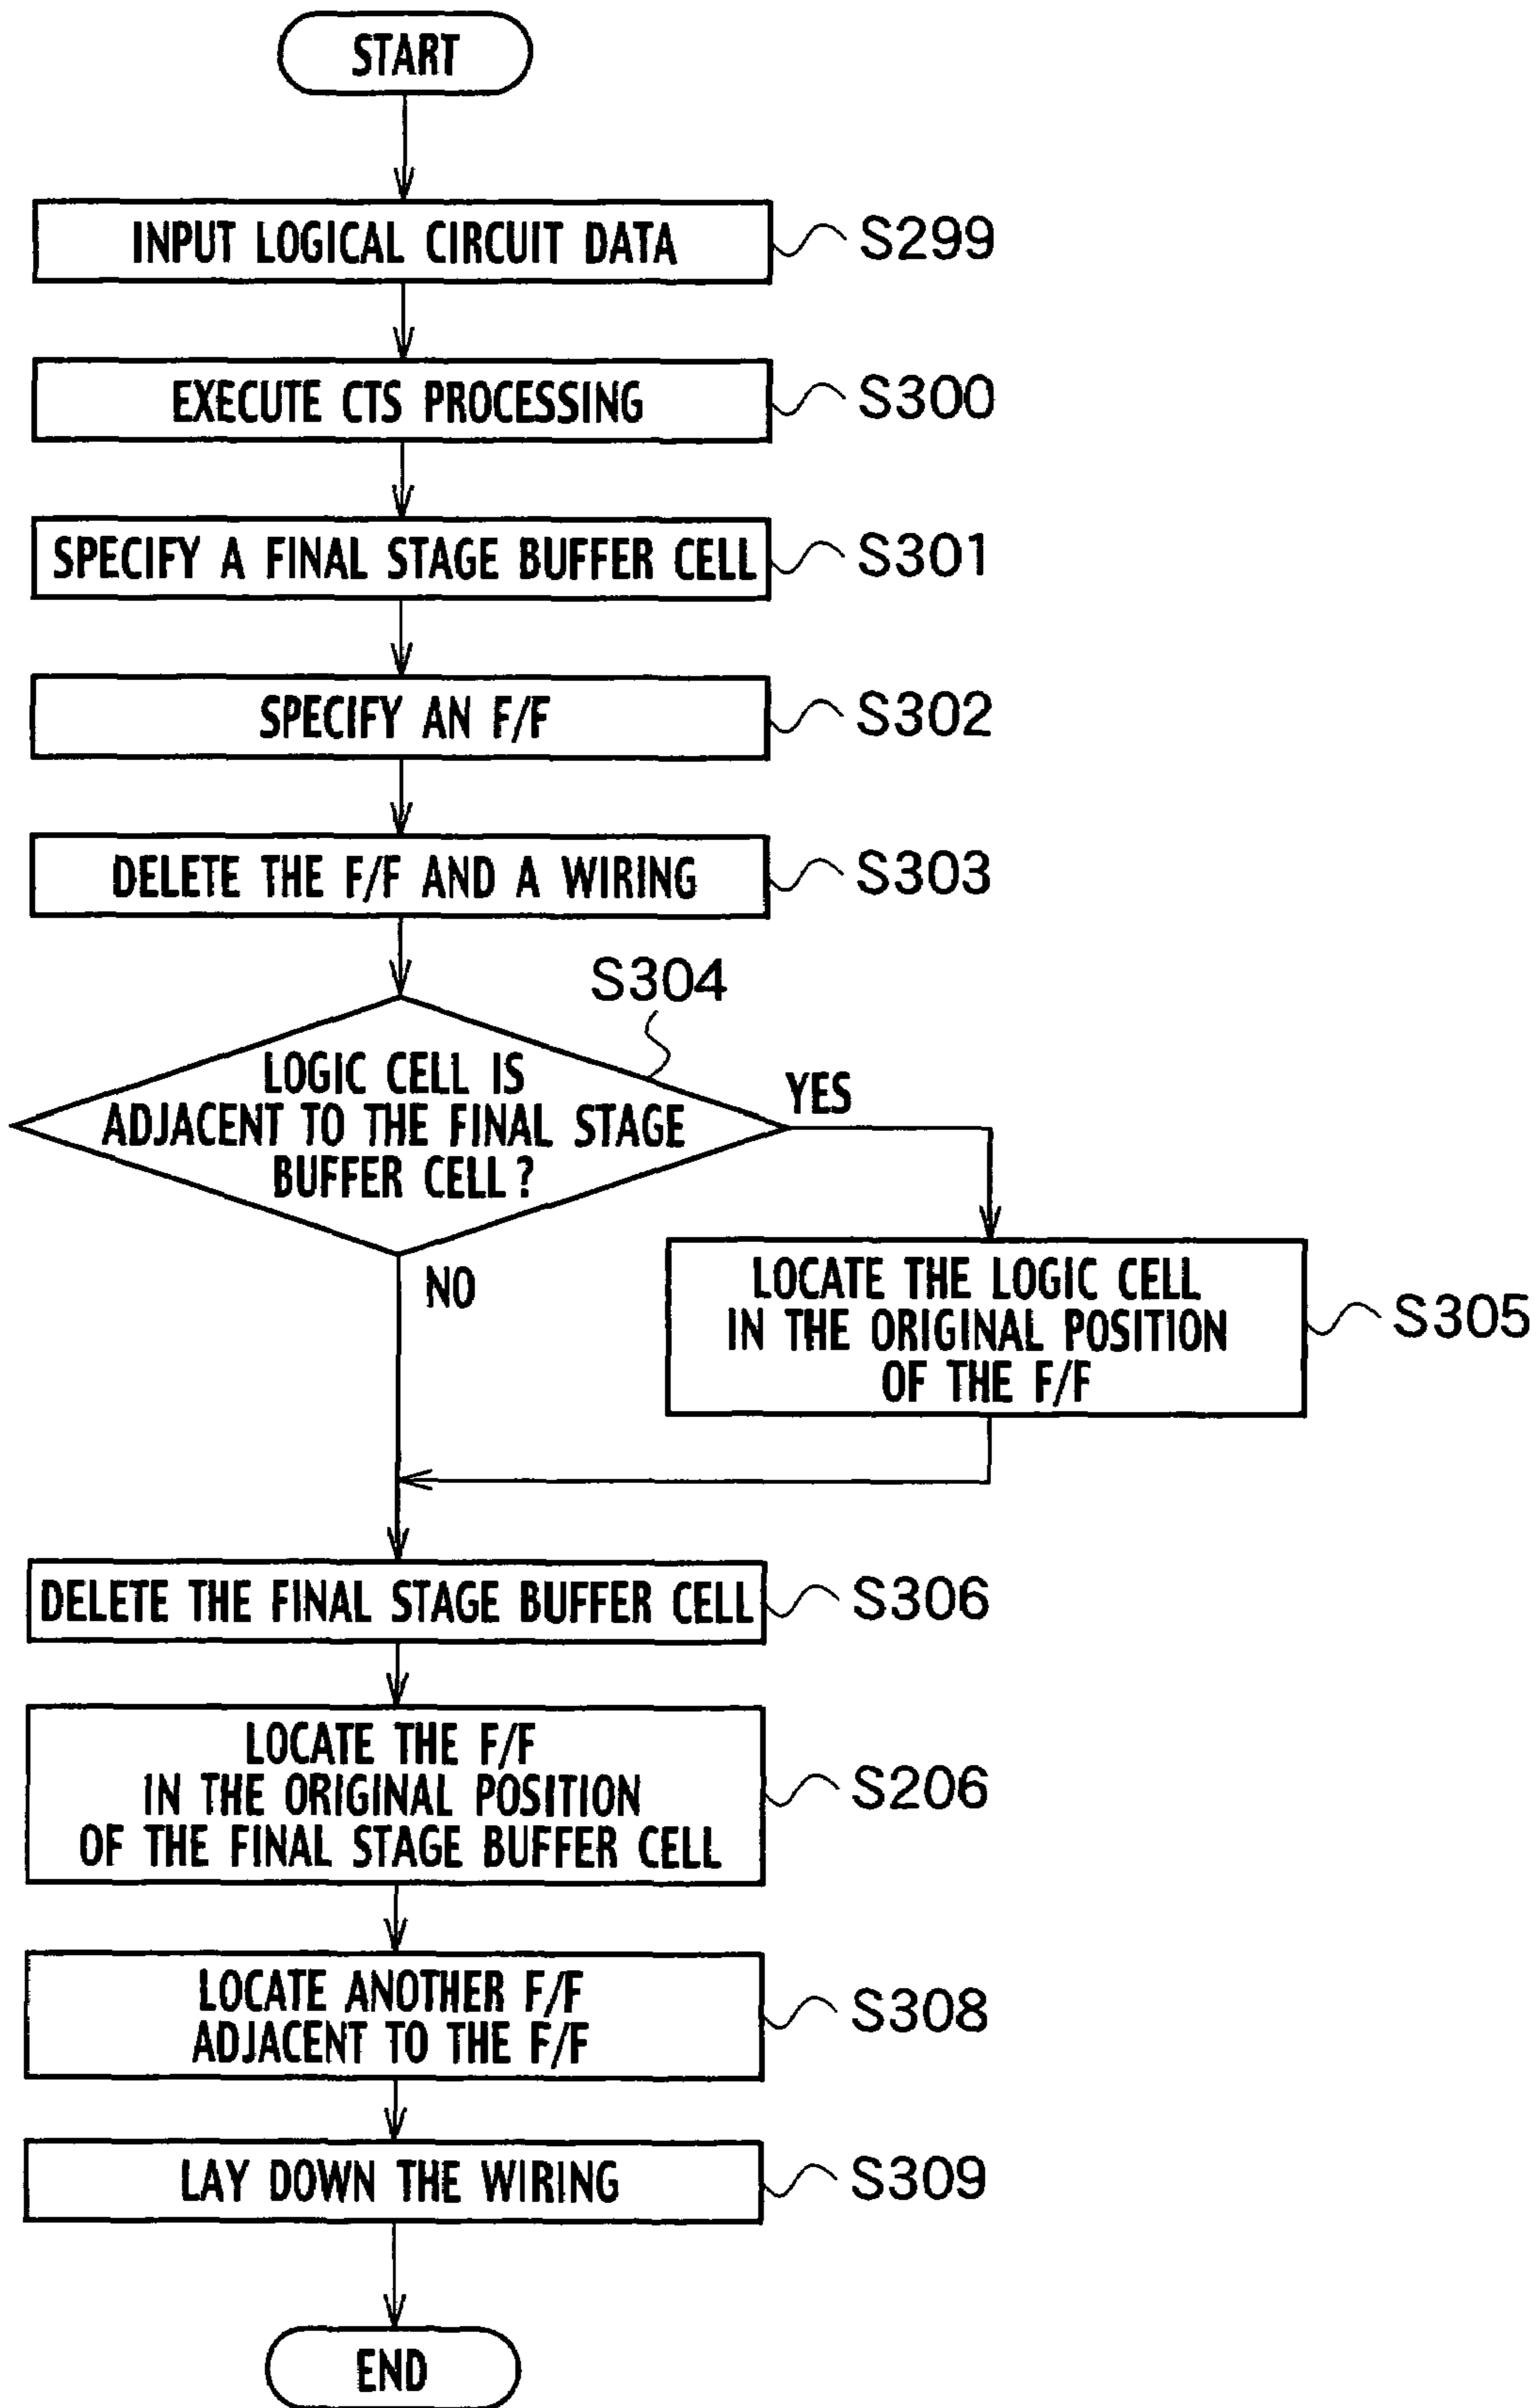 START
INPUT LOGICAL CIRCUIT DATA
S299
EXECUTE CTS PROCESSING
S300
SPECIFY A FINAL STAGE BUFFER CELL
S301
SPECIFY AN F/F
S302
DELETE THE F/F AND A WIRING
S303
S304
LOGIC CELL IS
ADJACENT TO THE FINAL STAGE
BUFFER CELL?
YES
NO
LOCATE THE LOGIC CELL
IN THE ORIGINAL POSITION
OF THE F/F
S305
DELETE THE FINAL STAGE BUFFER CELL
S306
LOCATE THE F/F
IN THE ORIGINAL POSITION
OF THE FINAL STAGE BUFFER CELL
S206
LOCATE ANOTHER F/F
ADJACENT TO THE F/F
S308
LAY DOWN THE WIRING
S309
END